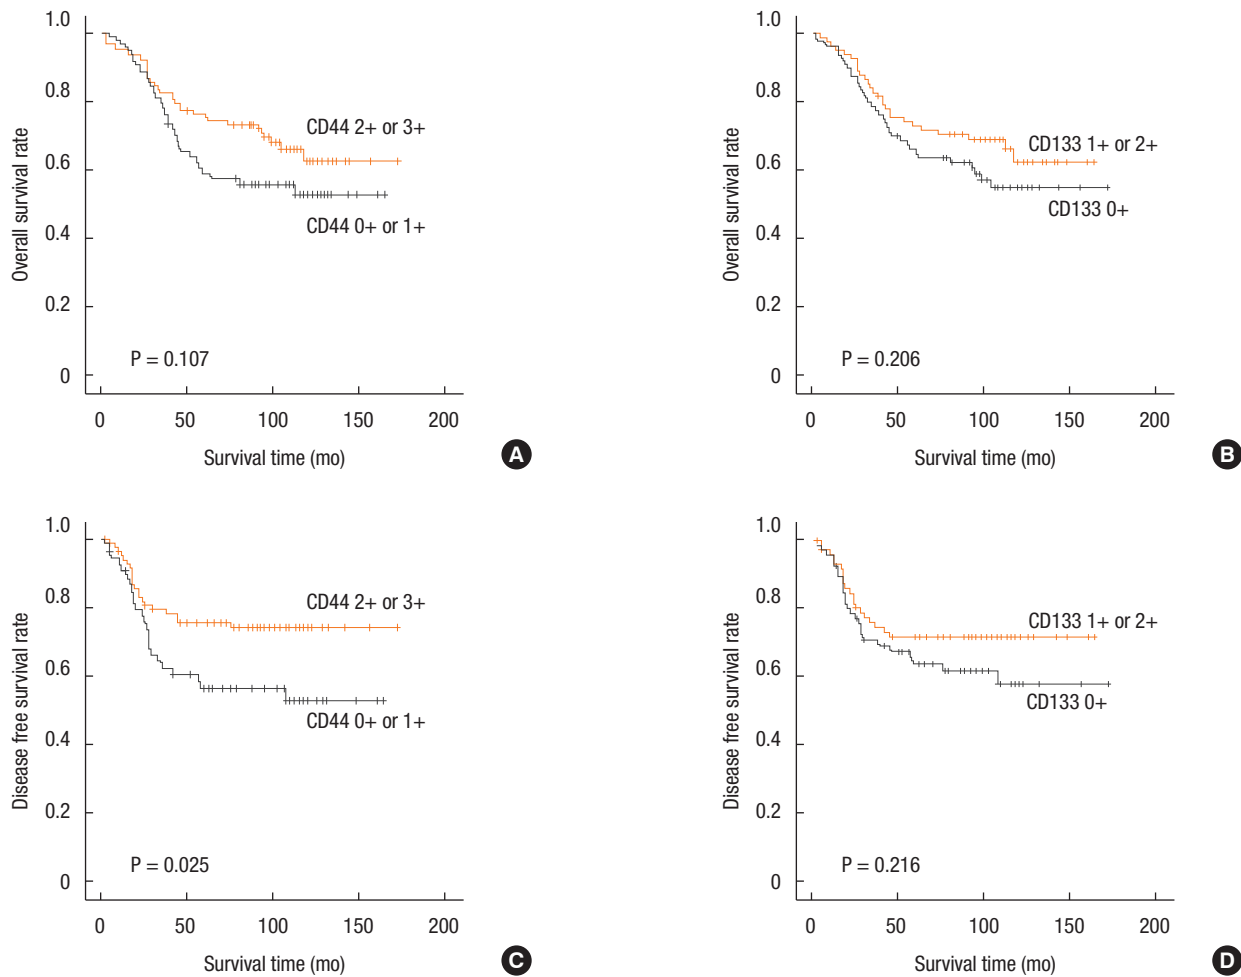 1.0
0.8
0.6
0.4
0.2
0
Overall survival rate
CD44 2+ or 3+
CD44 0+ or 1+
P = 0.107
0 50 100 150 200
Survival time (mo)
A
1.0
0.8
0.6
0.4
0.2
0
Overall survival rate
CD133 1+ or 2+
CD133 0+
P = 0.206
0 50 100 150 200
Survival time (mo)
B
1.0
0.8
0.6
0.4
0.2
0
Disease free survival rate
CD44 2+ or 3+
CD44 0+ or 1+
P = 0.025
0 50 100 150 200
Survival time (mo)
C
1.0
0.8
0.6
0.4
0.2
0
Disease free survival rate
CD133 1+ or 2+
CD133 0+
P = 0.216
0 50 100 150 200
Survival time (mo)
D